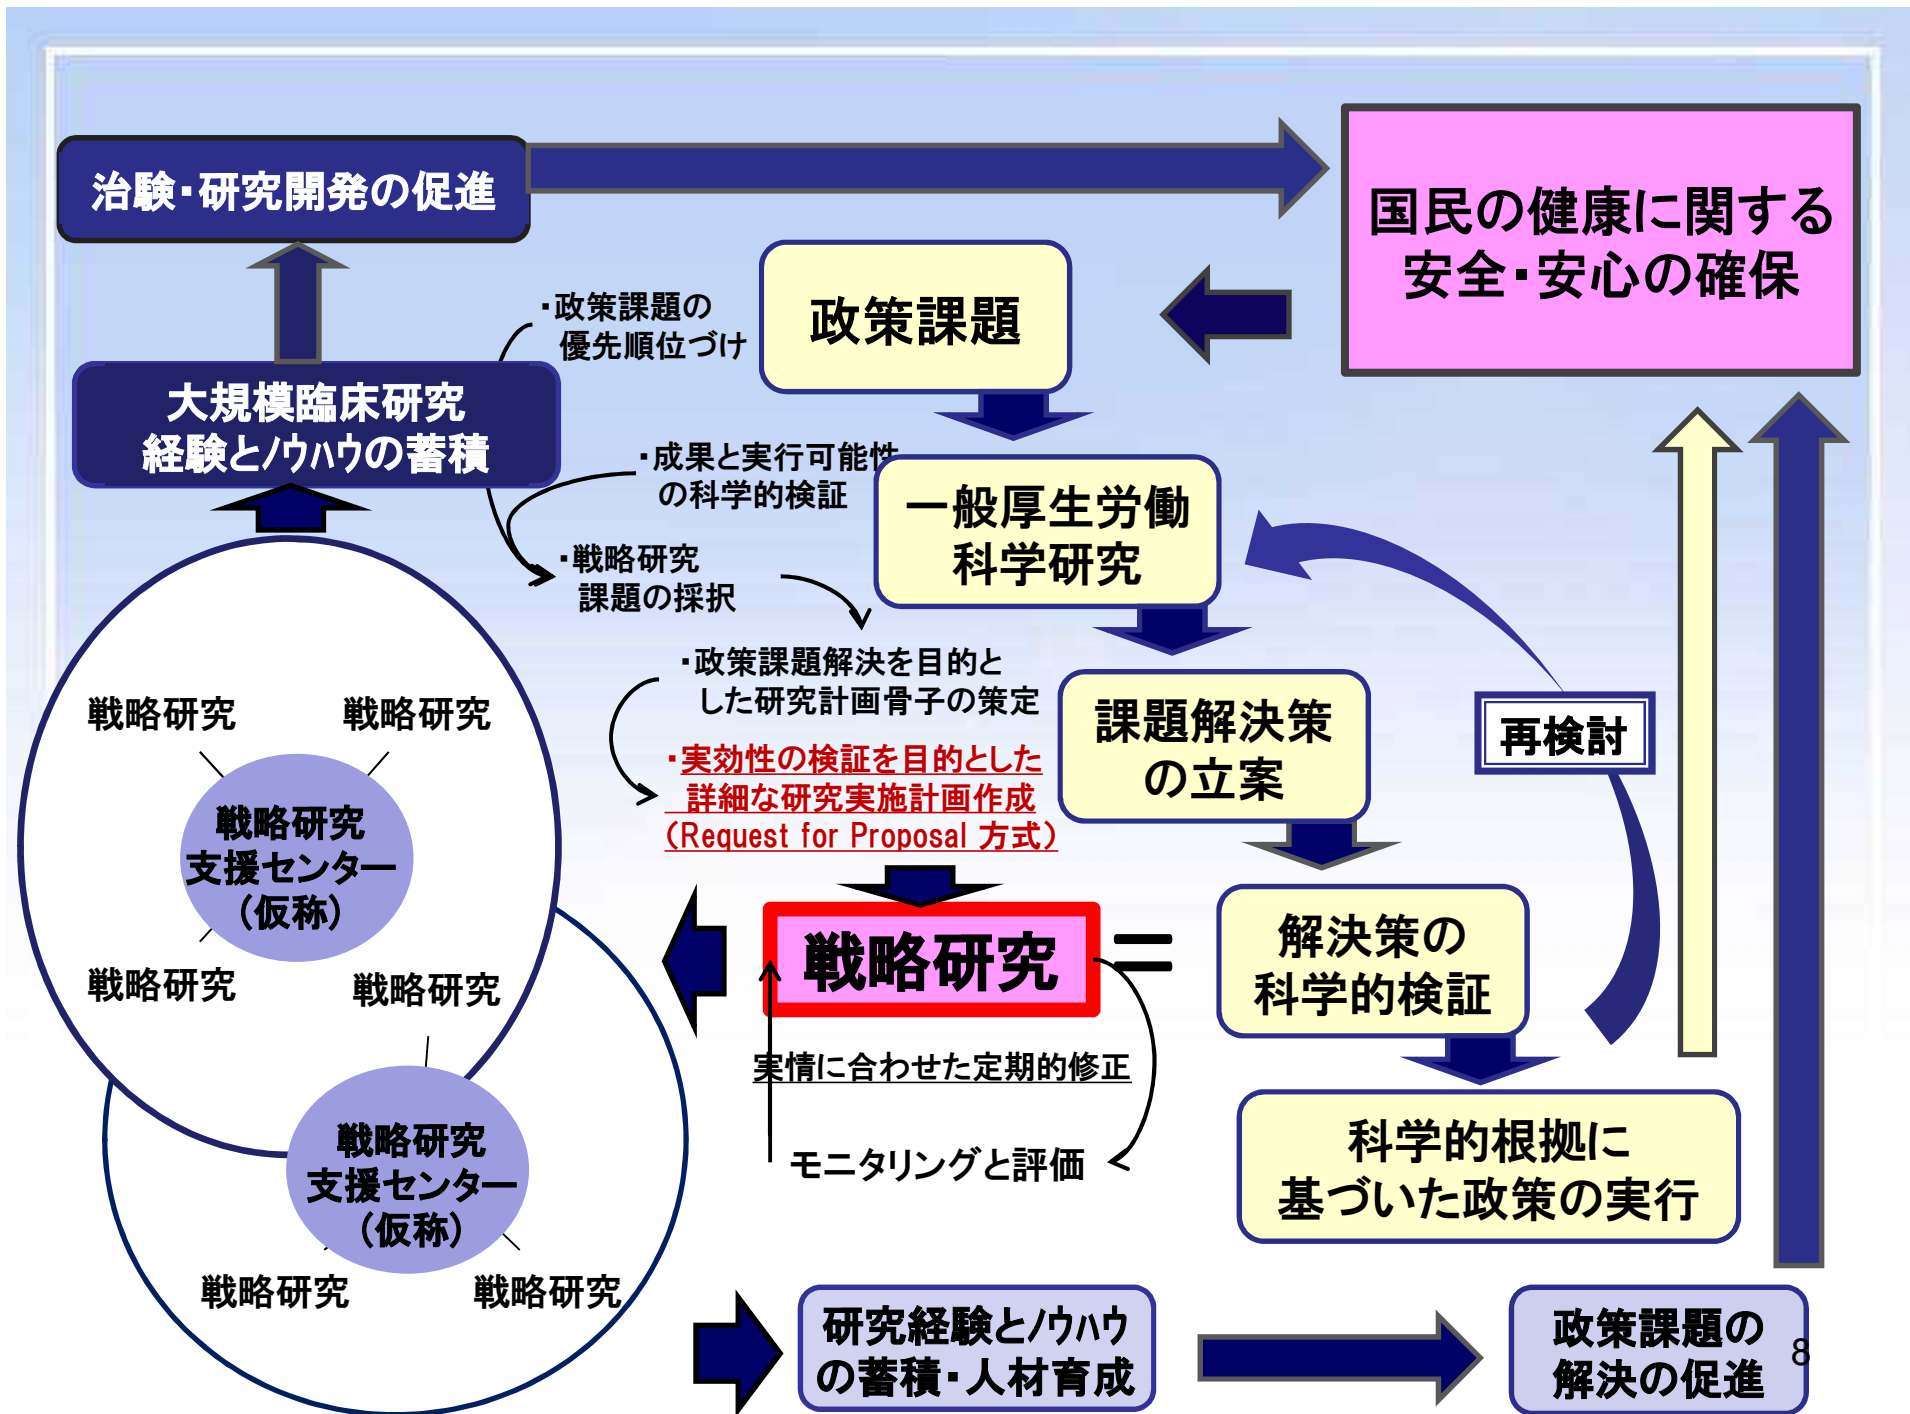 治験・研究開発の促進
国民の健康に関する
安全・安心の確保
政策課題
・政策課題の
優先順位づけ
大規模臨床研究
経験とノウハウの蓄積
・成果と実行可能性
の科学的検証
一般厚生労働
科学研究
・戦略研究
課題の採択
・政策課題解決を目的と
した研究計画骨子の策定
課題解決策
の立案
再検討
・実効性の検証を目的とした
詳細な研究実施計画作成
（Request for Proposal 方式）
戦略研究
戦略研究
戦略研究
支援センター
（仮称）
戦略研究
戦略研究
戦略研究
＝
解決策の
科学的検証
実情に合わせた定期的修正
モニタリングと評価
科学的根拠に
基づいた政策の実行
戦略研究
支援センター
（仮称）
戦略研究
戦略研究
研究経験とノウハウ
の蓄積・人材育成
政策課題の
解決の促進
8